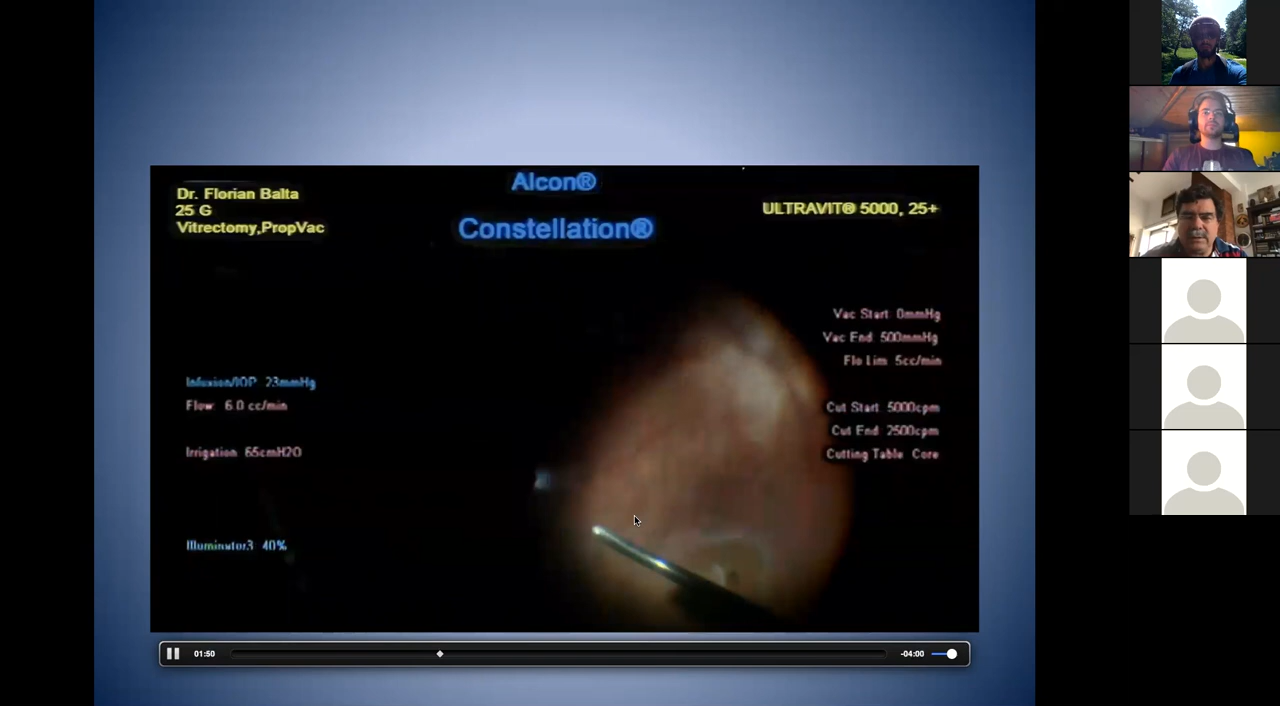 Dr. Florian Balta
25 G
Vitrectomy,PropVac
Alcon®
Constellation®
ULTRAVIT® 5000, 25+
Infusion/IOP 23mmHg
Flow 6.0 cc/min
Irrigation 65cmH2O
Illuminator3 40%
Vac Start 0mmHg
Vac End 500mmHg
Flo Lim 5cc/min
Cut Start 5000cpm
Cut End 2500cpm
Cutting Table Core
01:50
-04:00